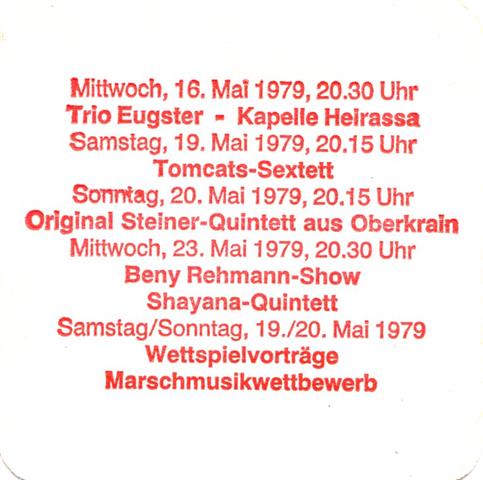 Mittwoch, 16. Mai 1979, 20.30 Uhr
Trio Eugster - Kapelle Heirassa
Samstag, 19. Mai 1979, 20.15 Uhr
Tomcats-Sextett
Sonntag, 20. Mai 1979, 20.15 Uhr
Original Steiner-Quintett aus Oberkrain
Mittwoch, 23. Mai 1979, 20.30 Uhr
Beny Rehmann-Show
Shayana-Quintett
Samstag/Sonntag, 19./20. Mai 1979
Wettspielvorträge
Marschmusikwettbewerb